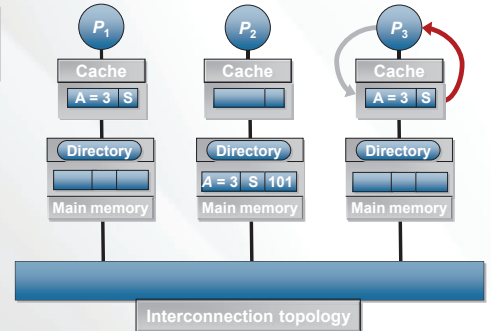 P1 P2 P3
Cache Cache Cache
A = 3 S A = 3 S
Directory Directory Directory
A = 3 S 101
Main memory Main memory Main memory
Interconnection topology